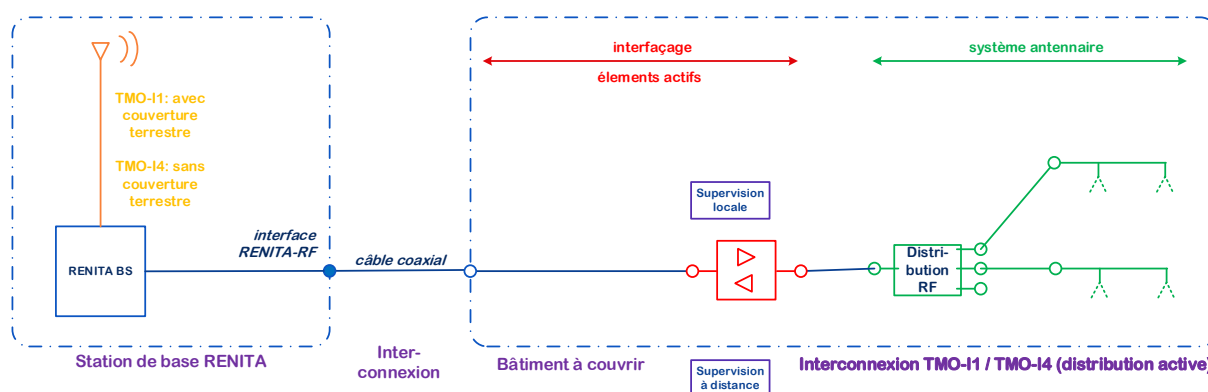 interfaçage
élements actifs
système antennaire
TMO-I1: avec
couverture
terrestre
TMO-I4: sans
couverture
terrestre
Supervision
locale
RENITA BS
interface
RENITA-RF
câble coaxial
Distri-
bution
RF
Station de base RENITA
Inter-
connexion
Bâtiment à couvrir
Interconnexion TMO-I1 / TMO-I4 (distribution active)
Supervision
à distance